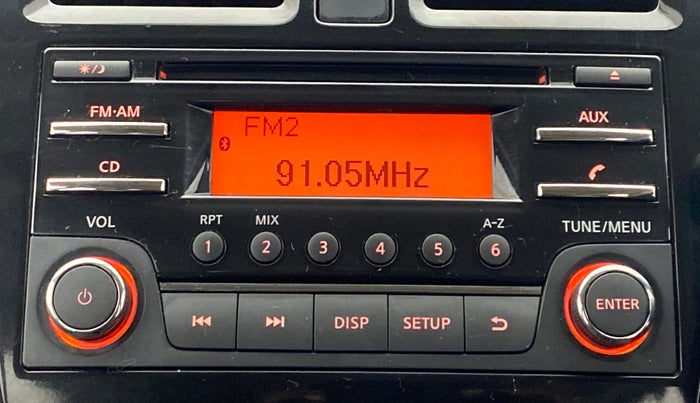 FM·AM
AUX
FM2
91.05MHz
CD
VOL
RPT
MIX
A-Z
TUNE/MENU
1
2
3
4
5
6
ENTER
DISP
SETUP